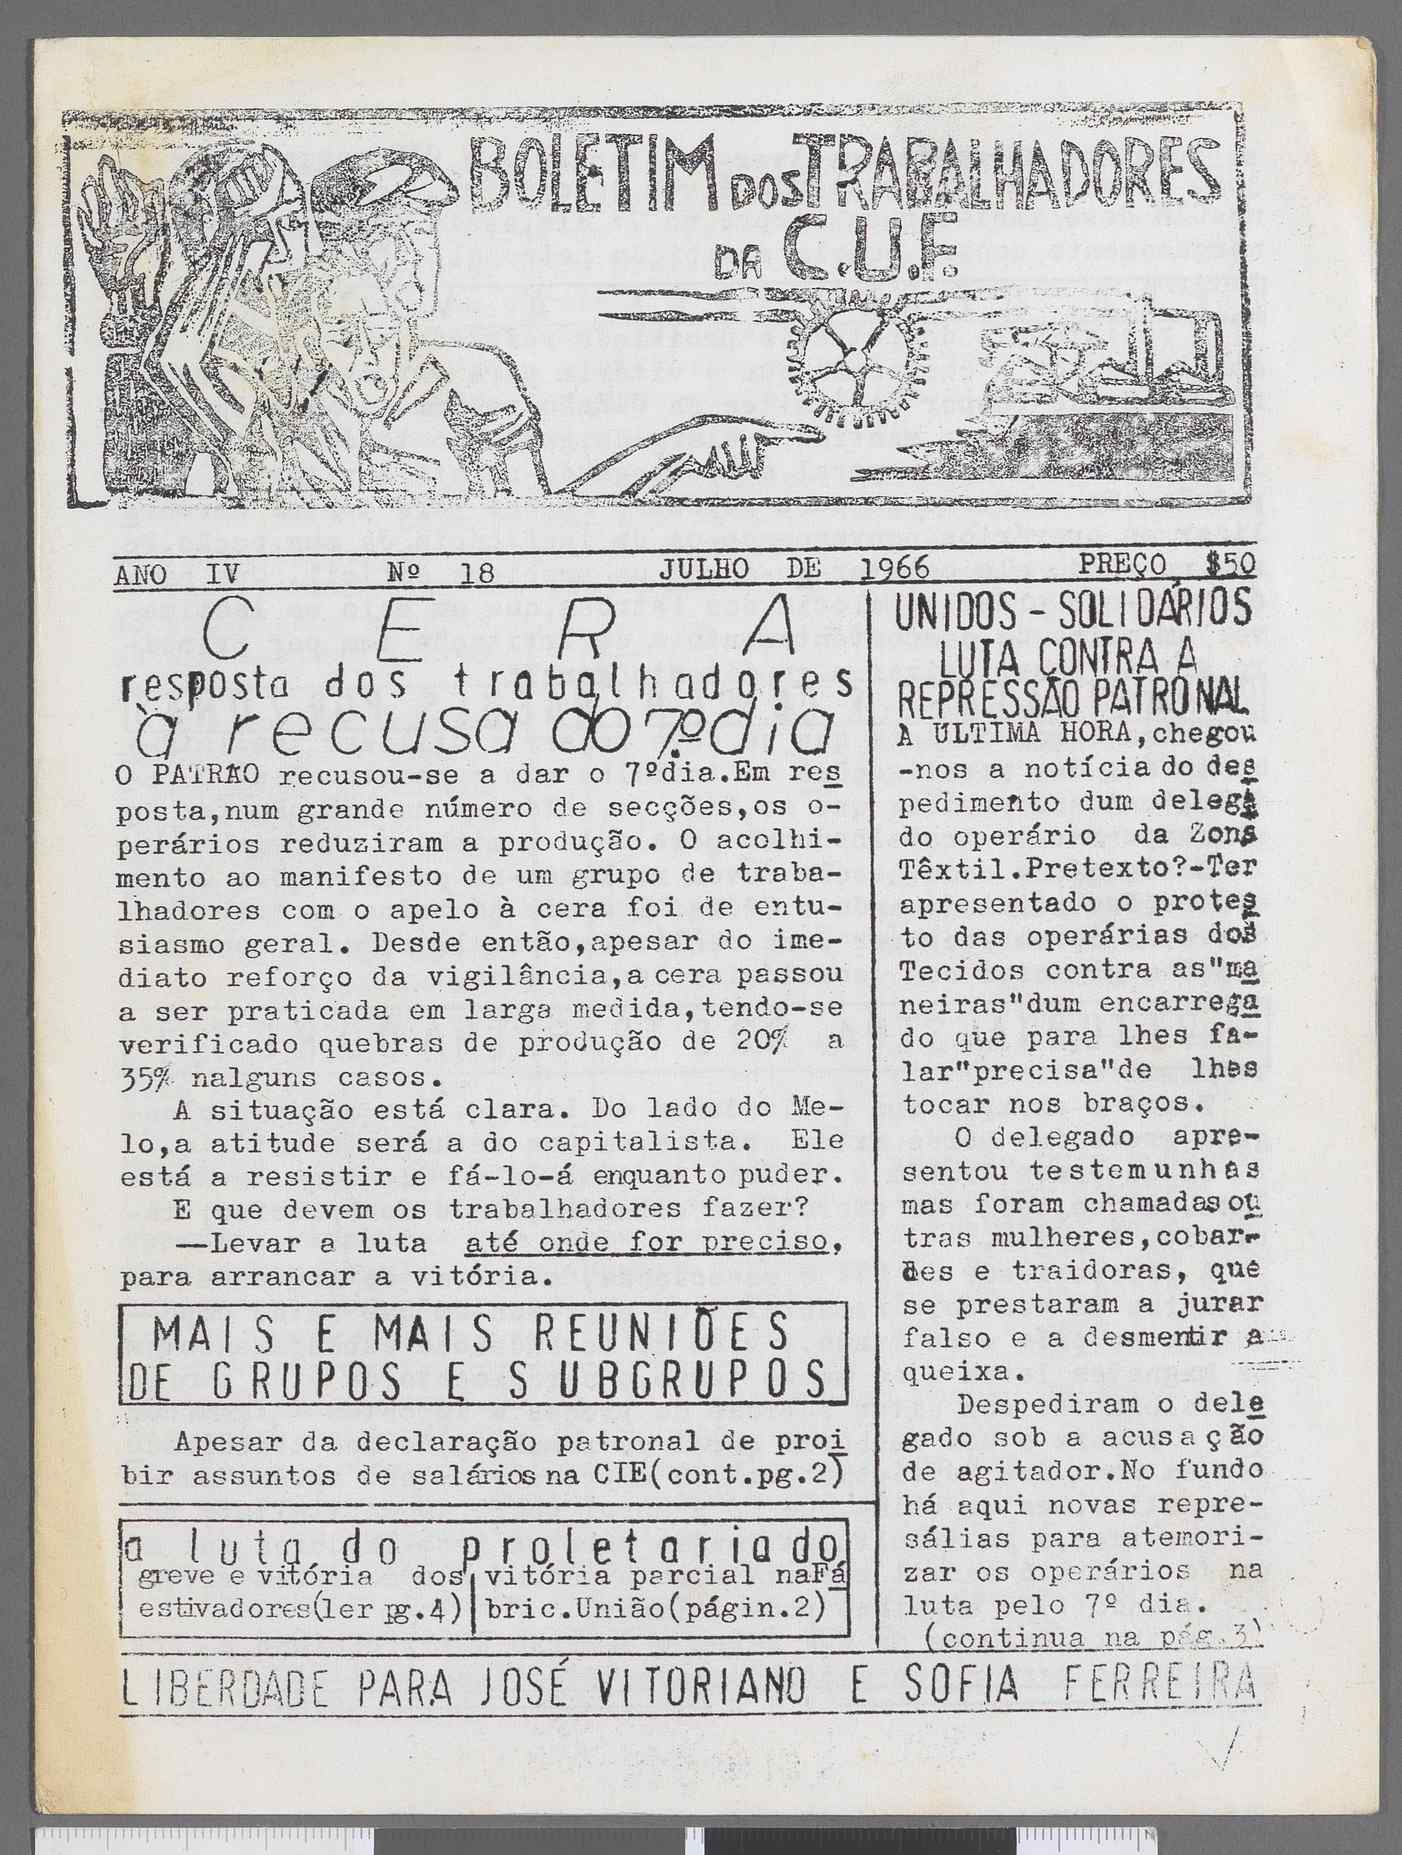 BOLETIM DOS TRABALHADORES
DA C.U.F.
ANO IV Nº 18 JULHO DE 1966 PREÇO $50
C E R A
resposta dos trabalhadores
à recusa do 7.º dia
O PATRÃO recusou-se a dar o 7ºdia.Em res
posta,num grande número de secções,os o-
perários reduziram a produção. O acolhi-
mento ao manifesto de um grupo de traba-
lhadores com o apelo à cera foi de entu-
siasmo geral. Desde então,apesar do ime-
diato reforço da vigilância,a cera passou
a ser praticada em larga medida,tendo-se
verificado quebras de produção de 20% a
35% nalguns casos.
A situação está clara. Do lado do Me-
lo,a atitude será a do capitalista. Ele
está a resistir e fá-lo-á enquanto puder.
E que devem os trabalhadores fazer?
—Levar a luta até onde for preciso,
para arrancar a vitória.
MAIS E MAIS REUNIÕES
DE GRUPOS E SUBGRUPOS
Apesar da declaração patronal de proi
bir assuntos de salários na CIE(cont.pg.2)
a luta do proletariado
greve e vitória dos
estivadores(ler pg.4)
vitória parcial naFá
bric.União(págin.2)
UNIDOS - SOLIDÁRIOS
LUTA CONTRA A
REPRESSÃO PATRONAL
A ULTIMA HORA,chegou
-nos a notícia do des
pedimento dum delega
do operário da Zona
Têxtil.Pretexto?-Ter
apresentado o protes
to das operárias dos
Tecidos contra as"ma
neiras"dum encarrega
do que para lhes fa-
lar"precisa"de lhes
tocar nos braços.
O delegado apre-
sentou testemunhas
mas foram chamadas ou
tras mulheres,cobar-
des e traidoras, que
se prestaram a jurar
falso e a desmentir a
queixa.
Despediram o dele
gado sob a acusação
de agitador.No fundo
há aqui novas repre-
sálias para atemori-
zar os operários na
luta pelo 7º dia.
(continua na pág.3)
LIBERDADE PARA JOSÉ VITORIANO E SOFIA FERREIRA